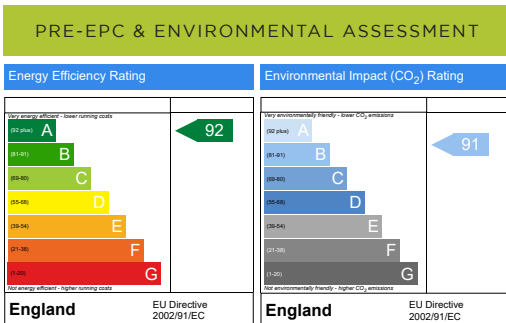 PRE-EPC & ENVIRONMENTAL ASSESSMENT
Energy Efficiency Rating
Very energy efficient - lower running costs
(92 plus) A
92
(81-91) B
(69-80) C
(55-68) D
(39-54) E
(21-38) F
(1-20) G
Not energy efficient - higher running costs
England
EU Directive
2002/91/EC
Environmental Impact (CO2) Rating
Very environmentally friendly - lower CO2 emissions
(92 plus) A
(81-91) B
91
(69-80) C
(55-68) D
(39-54) E
(21-38) F
(1-20) G
Not environmentally friendly - higher CO2 emissions
England
EU Directive
2002/91/EC